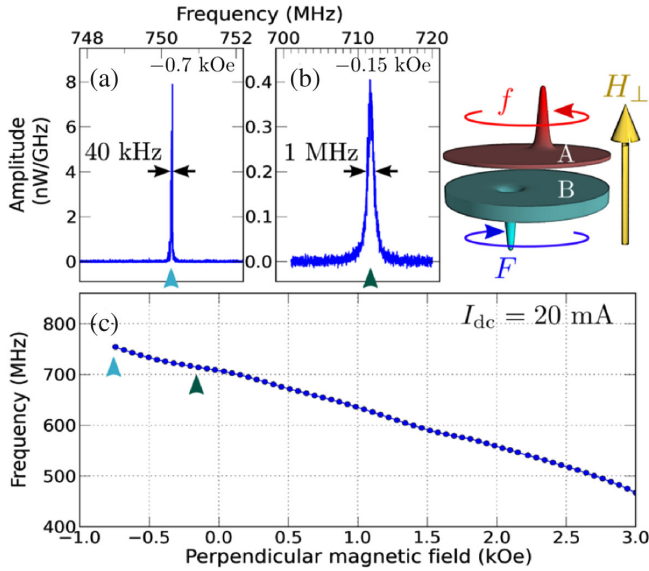 Frequency (MHz)
748 750 752 700 710 720
(a) −0.7 kOe
(b) −0.15 kOe
Amplitude
(nW/GHz)
8
6
4
2
0
40 kHz
0.4
0.3
0.2
0.1
0.0
1 MHz
f
A
B
F
H⊥
(c)
I_dc = 20 mA
Frequency (MHz)
800
700
600
500
400
−1.0 −0.5 0.0 0.5 1.0 1.5 2.0 2.5 3.0
Perpendicular magnetic field (kOe)